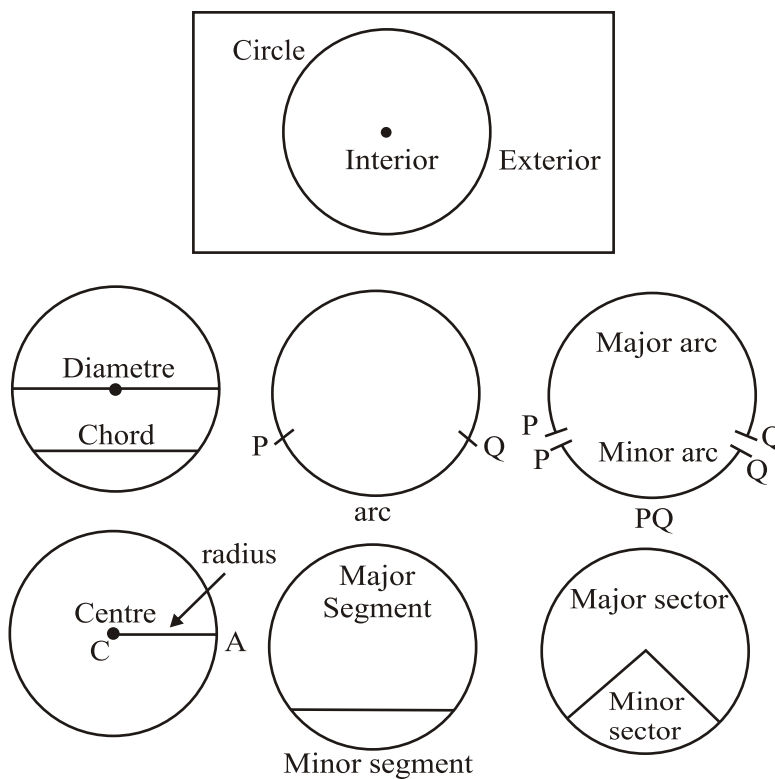 Circle
Interior
Exterior
Diametre
Chord
P
Q
arc
Major arc
P
Q
P
Minor arc
Q
PQ
radius
Centre
C
A
Major
Segment
Minor segment
Major sector
Minor
sector